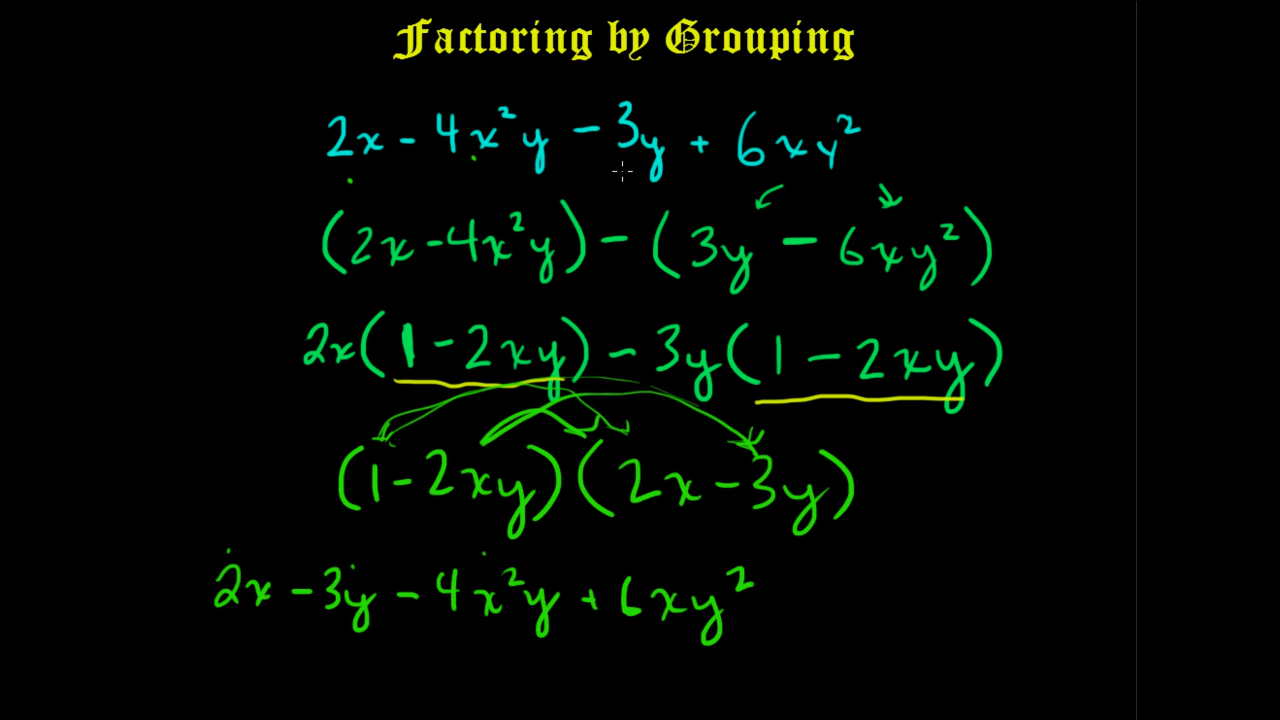 Factoring by Grouping
2x - 4x²y - 3y + 6xy²
(2x - 4x²y) - (3y - 6xy²)
2x(1 - 2xy) - 3y(1 - 2xy)
(1 - 2xy)(2x - 3y)
2x - 3y - 4x²y + 6xy²